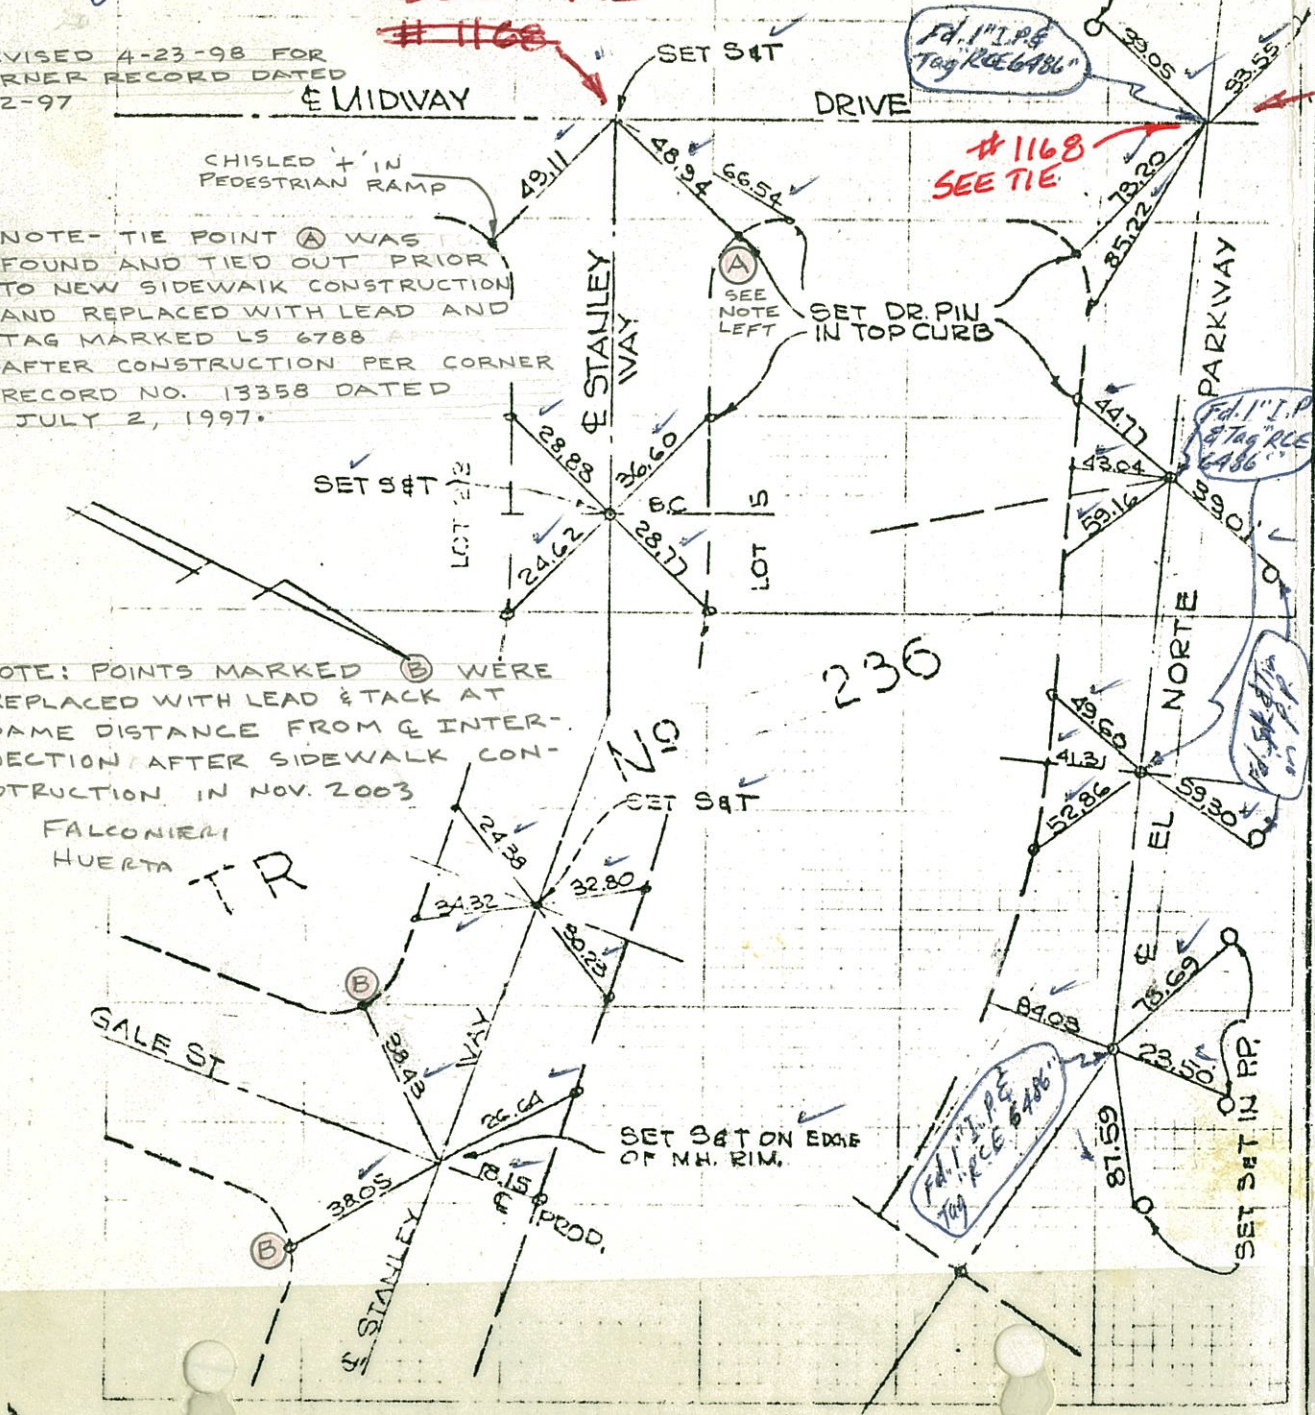 # 1168
VISED 4-23-98 FOR
RNER RECORD DATED
2-97
SET S&T
Fd. 1" I.P. &
Tag "RCE 6486"
33.05
93.55
℄ MIDWAY
DRIVE
# 1168
SEE TIE
CHISLED '+' IN
PEDESTRIAN RAMP
49.11
48.94
66.54
79.20
85.22
NOTE- TIE POINT Ⓐ WAS
FOUND AND TIED OUT PRIOR
TO NEW SIDEWALK CONSTRUCTION
AND REPLACED WITH LEAD AND
TAG MARKED LS 6788
AFTER CONSTRUCTION PER CORNER
RECORD NO. 13358 DATED
JULY 2, 1997.
A
SEE
NOTE
LEFT
SET DR. PIN
IN TOP CURB
℄ STANLEY
WAY
PARKWAY
Fd. 1" I.P.
& Tag "RCE
6486"
44.77
43.04
59.16
33.01
28.88
36.60
SET S&T
B.C
24.62
28.77
LOT 213
LOT 5
236
NORTE
OTE: POINTS MARKED Ⓑ WERE
REPLACED WITH LEAD & TACK AT
SAME DISTANCE FROM ℄ INTER-
SECTION AFTER SIDEWALK CON-
STRUCTION IN NOV. 2003
FALCONIERI
HUERTA
TR
Nº
SET S&T
49.60
41.31
52.86
59.30
on P.P.
EL
℄
24.38
34.32
32.80
30.23
B
GALE ST
38.43
WAY
26.64
SET S&T ON EDGE
OF MH. RIM.
38.05
18.15
℄ PROD.
B
℄ STANLEY
84.03
78.69
23.50
87.59
Fd. 1" I.P. &
Tag "RCE 6486"
SET S&T IN P.P.